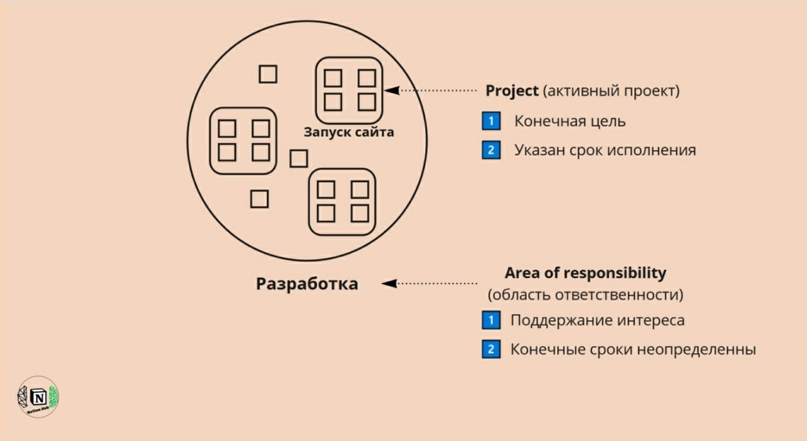 Запуск сайта
Project (активный проект)
1 Конечная цель
2 Указан срок исполнения
Разработка
Area of responsibility
(область ответственности)
1 Поддержание интереса
2 Конечные сроки неопределенны
N